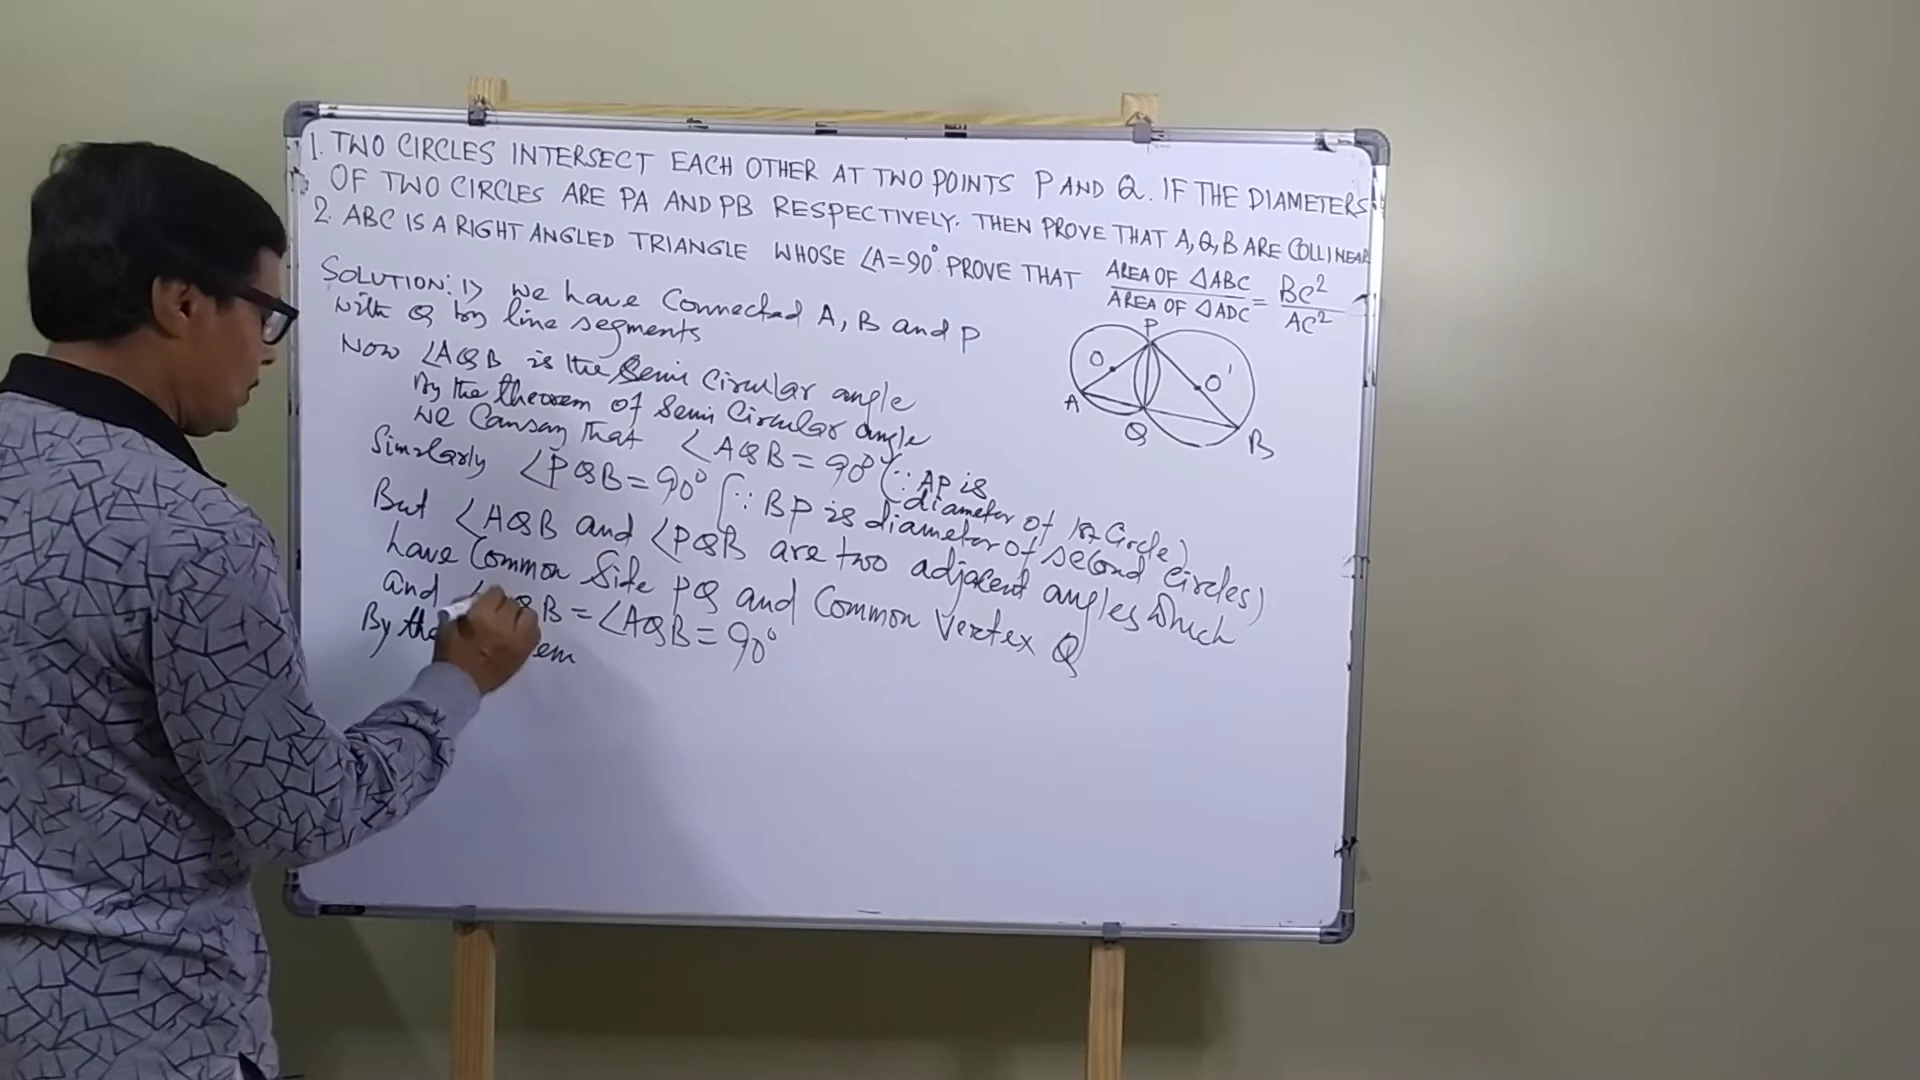 1. TWO CIRCLES INTERSECT EACH OTHER AT TWO POINTS P AND Q. IF THE DIAMETERS
OF TWO CIRCLES ARE PA AND PB RESPECTIVELY. THEN PROVE THAT A, Q, B ARE COLLINEAR
2. ABC IS A RIGHT ANGLED TRIANGLE WHOSE ∠A=90°. PROVE THAT AREA OF △ABC / AREA OF △ADC = BC² / AC²
SOLUTION: 1> we have Connected A, B and P
with Q by line segments
Now ∠AQB is the Semi Circular angle
By the theorem of Semi Circular angle
we can say that ∠AQB = 90° (∵ AP is
diameter of 1st Circle)
Similarly ∠PQB = 90° [∵ BP is diameter of second circles)
But ∠AQB and ∠PQB are two adjacent angles which
have Common Side PQ and Common Vertex Q
and ∠ QB = ∠AQB = 90°
By the em
P
O
O'
A
Q
B